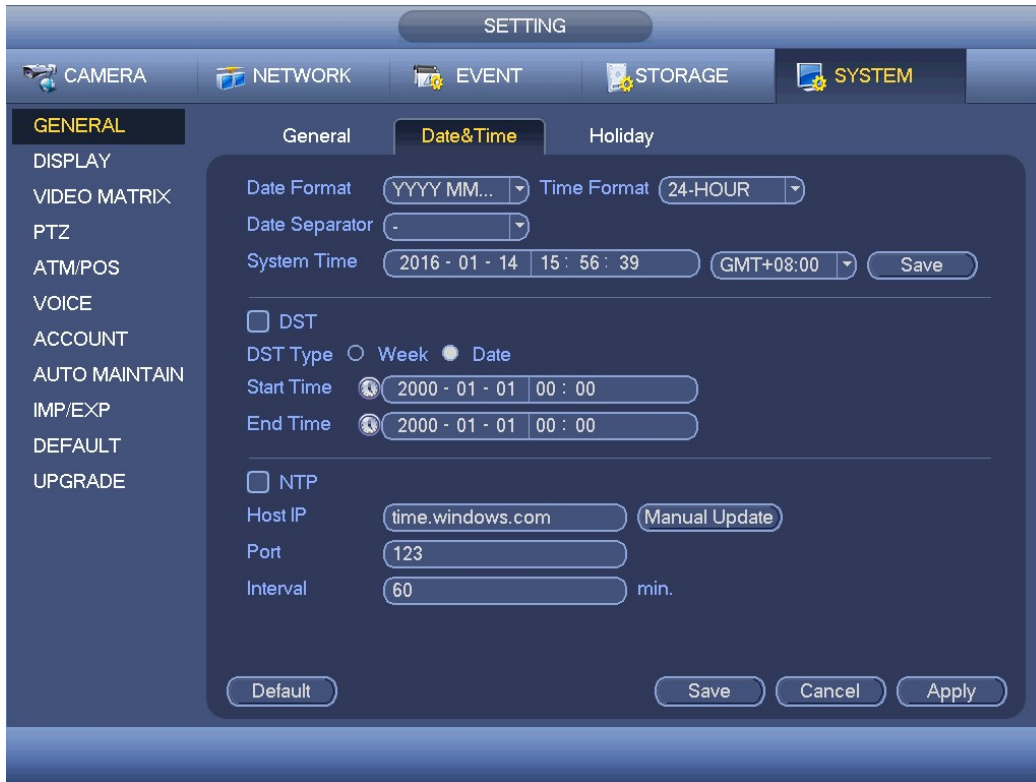 SETTING
CAMERA NETWORK EVENT STORAGE SYSTEM
GENERAL
DISPLAY
VIDEO MATRIX
PTZ
ATM/POS
VOICE
ACCOUNT
AUTO MAINTAIN
IMP/EXP
DEFAULT
UPGRADE
General Date&Time Holiday
Date Format YYYY MM... Time Format 24-HOUR
Date Separator -
System Time 2016 - 01 - 14 15 : 56 : 39 GMT+08:00 Save
DST
DST Type Week Date
Start Time 2000 - 01 - 01 00 : 00
End Time 2000 - 01 - 01 00 : 00
NTP
Host IP time.windows.com Manual Update
Port 123
Interval 60 min.
Default Save Cancel Apply